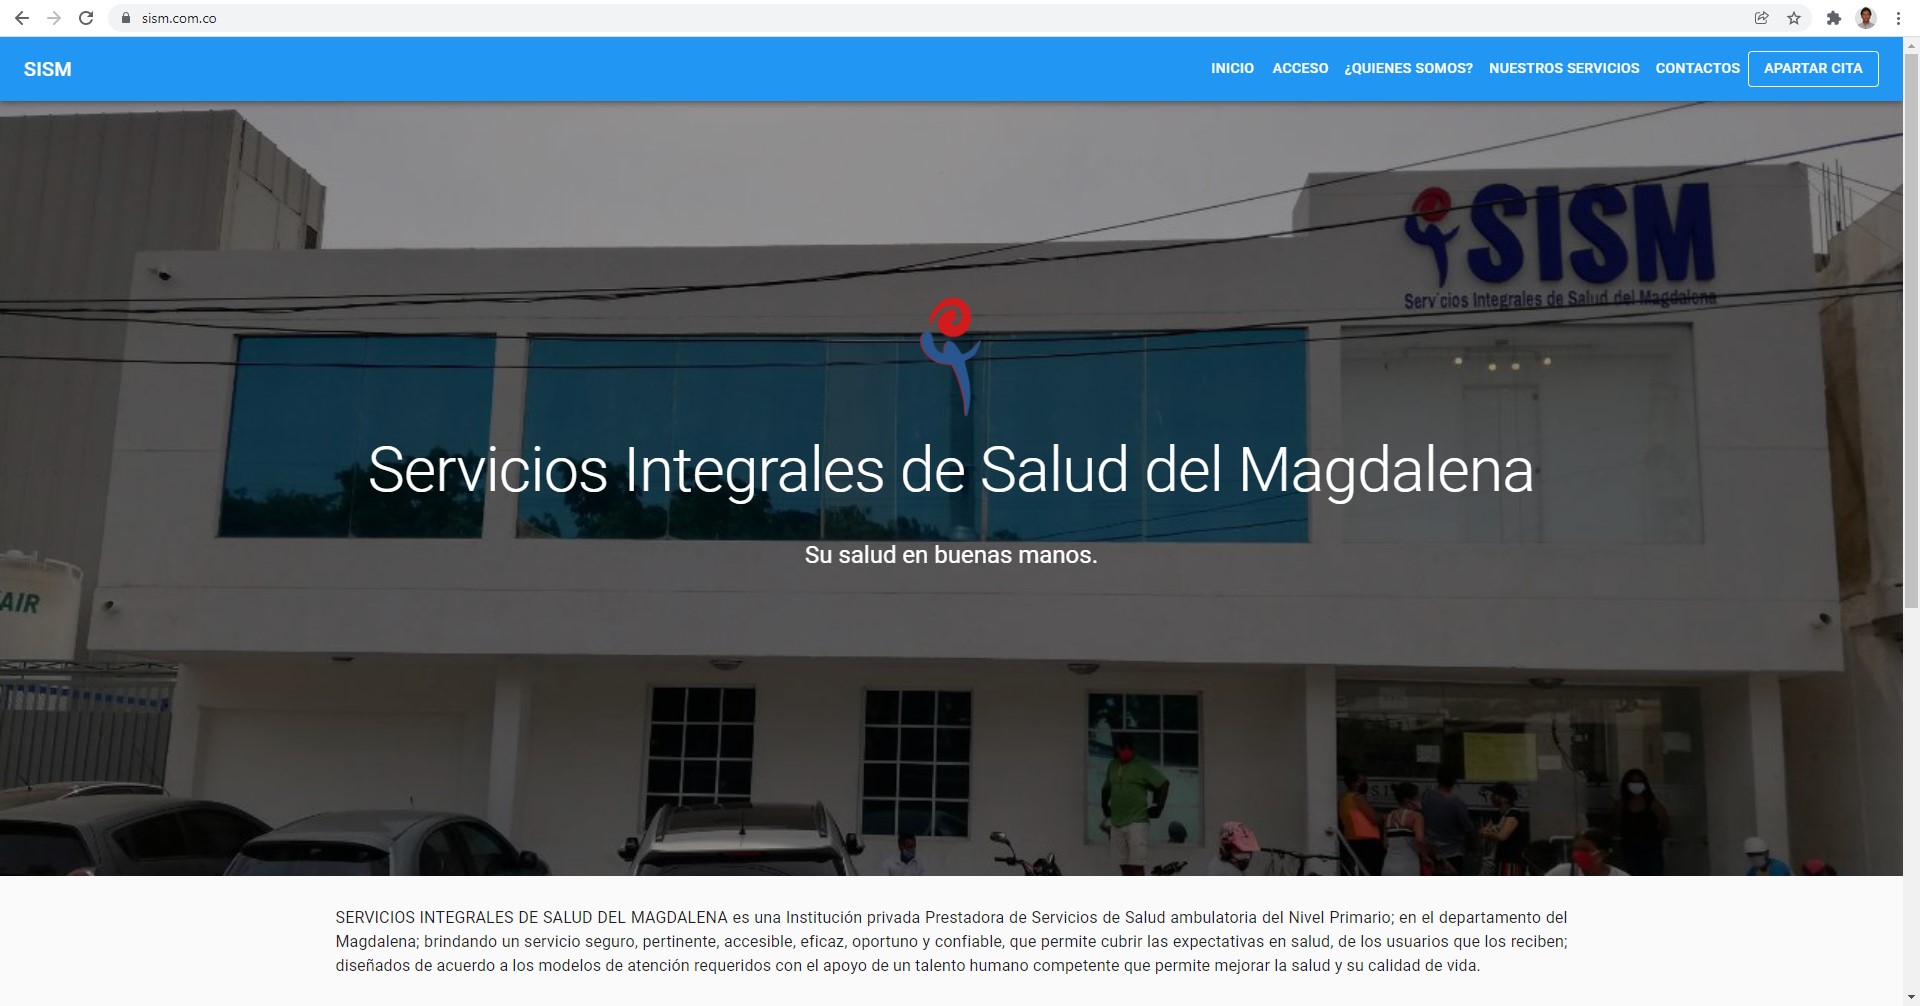 sism.com.co
SISM
INICIO ACCESO ¿QUIENES SOMOS? NUESTROS SERVICIOS CONTACTOS APARTAR CITA
SISM
Servicios Integrales de Salud del Magdalena
Servicios Integrales de Salud del Magdalena
Su salud en buenas manos.
AIR
SERVICIOS INTEGRALES DE SALUD DEL MAGDALENA es una Institución privada Prestadora de Servicios de Salud ambulatoria del Nivel Primario; en el departamento del
Magdalena; brindando un servicio seguro, pertinente, accesible, eficaz, oportuno y confiable, que permite cubrir las expectativas en salud, de los usuarios que los reciben;
diseñados de acuerdo a los modelos de atención requeridos con el apoyo de un talento humano competente que permite mejorar la salud y su calidad de vida.